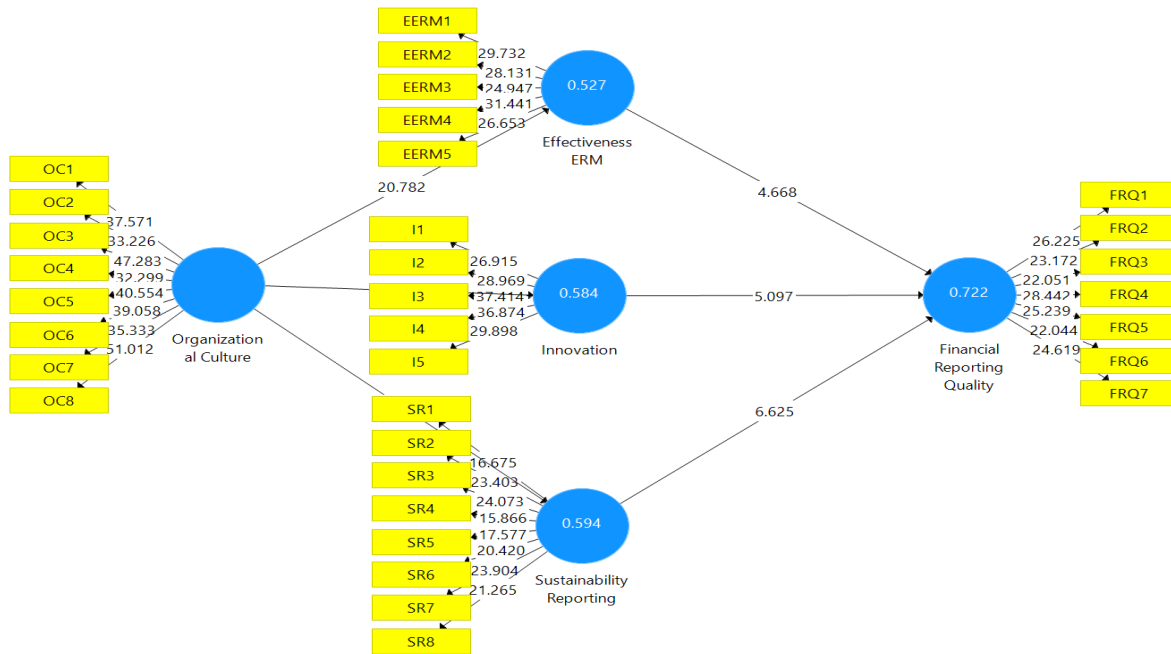 EERM1
EERM2
EERM3
EERM4
EERM5
29.732
28.131
24.947
31.441
26.653
0.527
Effectiveness
ERM
OC1
OC2
OC3
OC4
OC5
OC6
OC7
OC8
37.571
33.226
47.283
32.299
40.554
39.058
35.333
51.012
Organization
al Culture
20.782
I1
I2
I3
I4
I5
26.915
28.969
37.414
36.874
29.898
0.584
Innovation
SR1
SR2
SR3
SR4
SR5
SR6
SR7
SR8
16.675
23.403
24.073
15.866
17.577
20.420
23.904
21.265
0.594
Sustainability
Reporting
4.668
5.097
6.625
0.722
Financial
Reporting
Quality
26.225
23.172
22.051
28.442
25.239
22.044
24.619
FRQ1
FRQ2
FRQ3
FRQ4
FRQ5
FRQ6
FRQ7